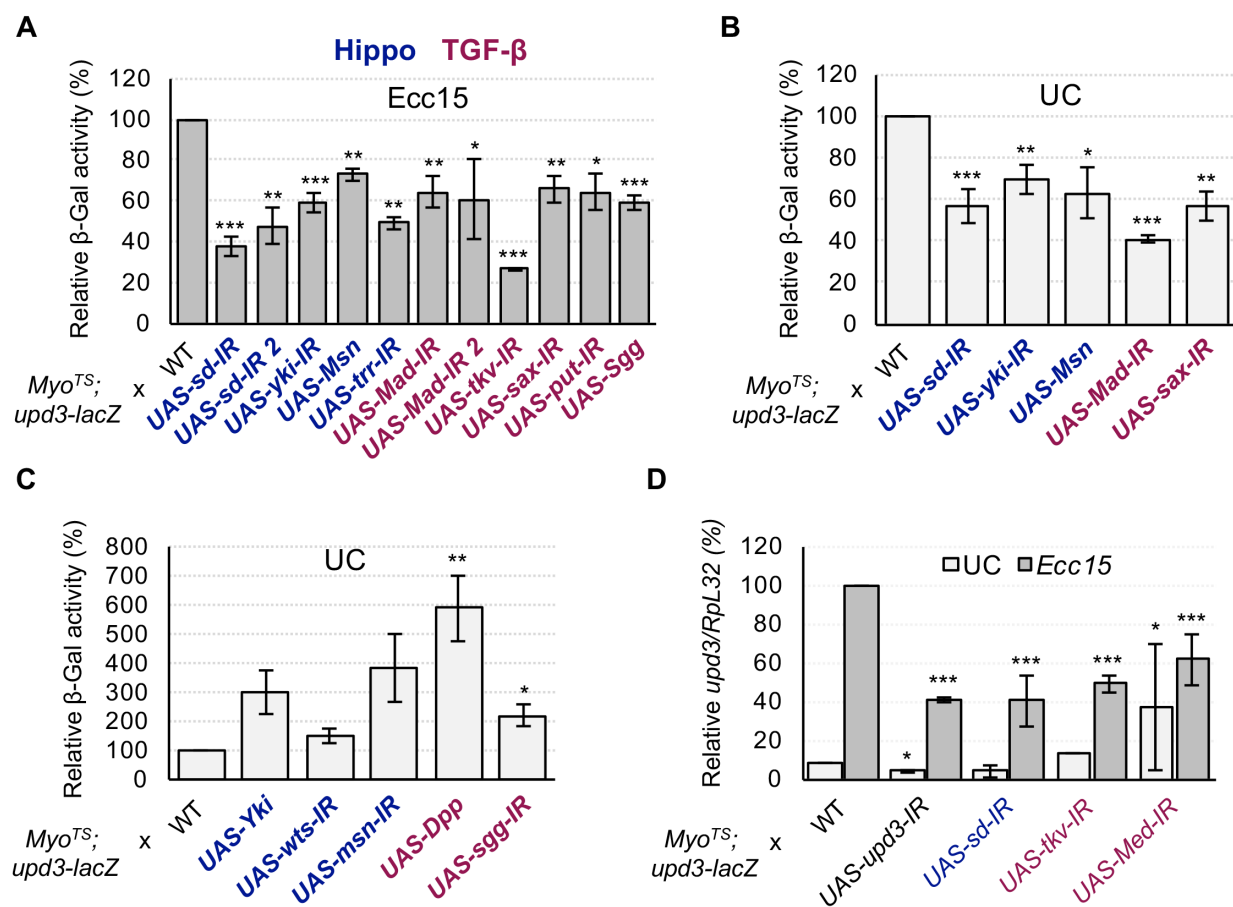 A
Hippo TGF-β
Relative β-Gal activity (%)
120
100
80
60
40
20
0
Ecc15
*** ** *** ** ** ** * *** ** * ***
Myo^TS; upd3-lacZ x
WT
UAS-sd-IR
UAS-sd-IR 2
UAS-yki-IR
UAS-Msn
UAS-trr-IR
UAS-Mad-IR
UAS-Mad-IR 2
UAS-tkv-IR
UAS-sax-IR
UAS-put-IR
UAS-Sgg
B
Relative β-Gal activity (%)
120
100
80
60
40
20
0
UC
*** ** * *** **
Myo^TS; upd3-lacZ x
WT
UAS-sd-IR
UAS-yki-IR
UAS-Msn
UAS-Mad-IR
UAS-sax-IR
C
Relative β-Gal activity (%)
800
700
600
500
400
300
200
100
0
UC
** *
Myo^TS; upd3-lacZ x
WT
UAS-Yki
UAS-wts-IR
UAS-msn-IR
UAS-Dpp
UAS-sgg-IR
D
Relative upd3/RpL32 (%)
120
100
80
60
40
20
0
UC Ecc15
* *** *** *** * ***
Myo^TS; upd3-lacZ x
WT
UAS-upd3-IR
UAS-sd-IR
UAS-tkv-IR
UAS-Med-IR